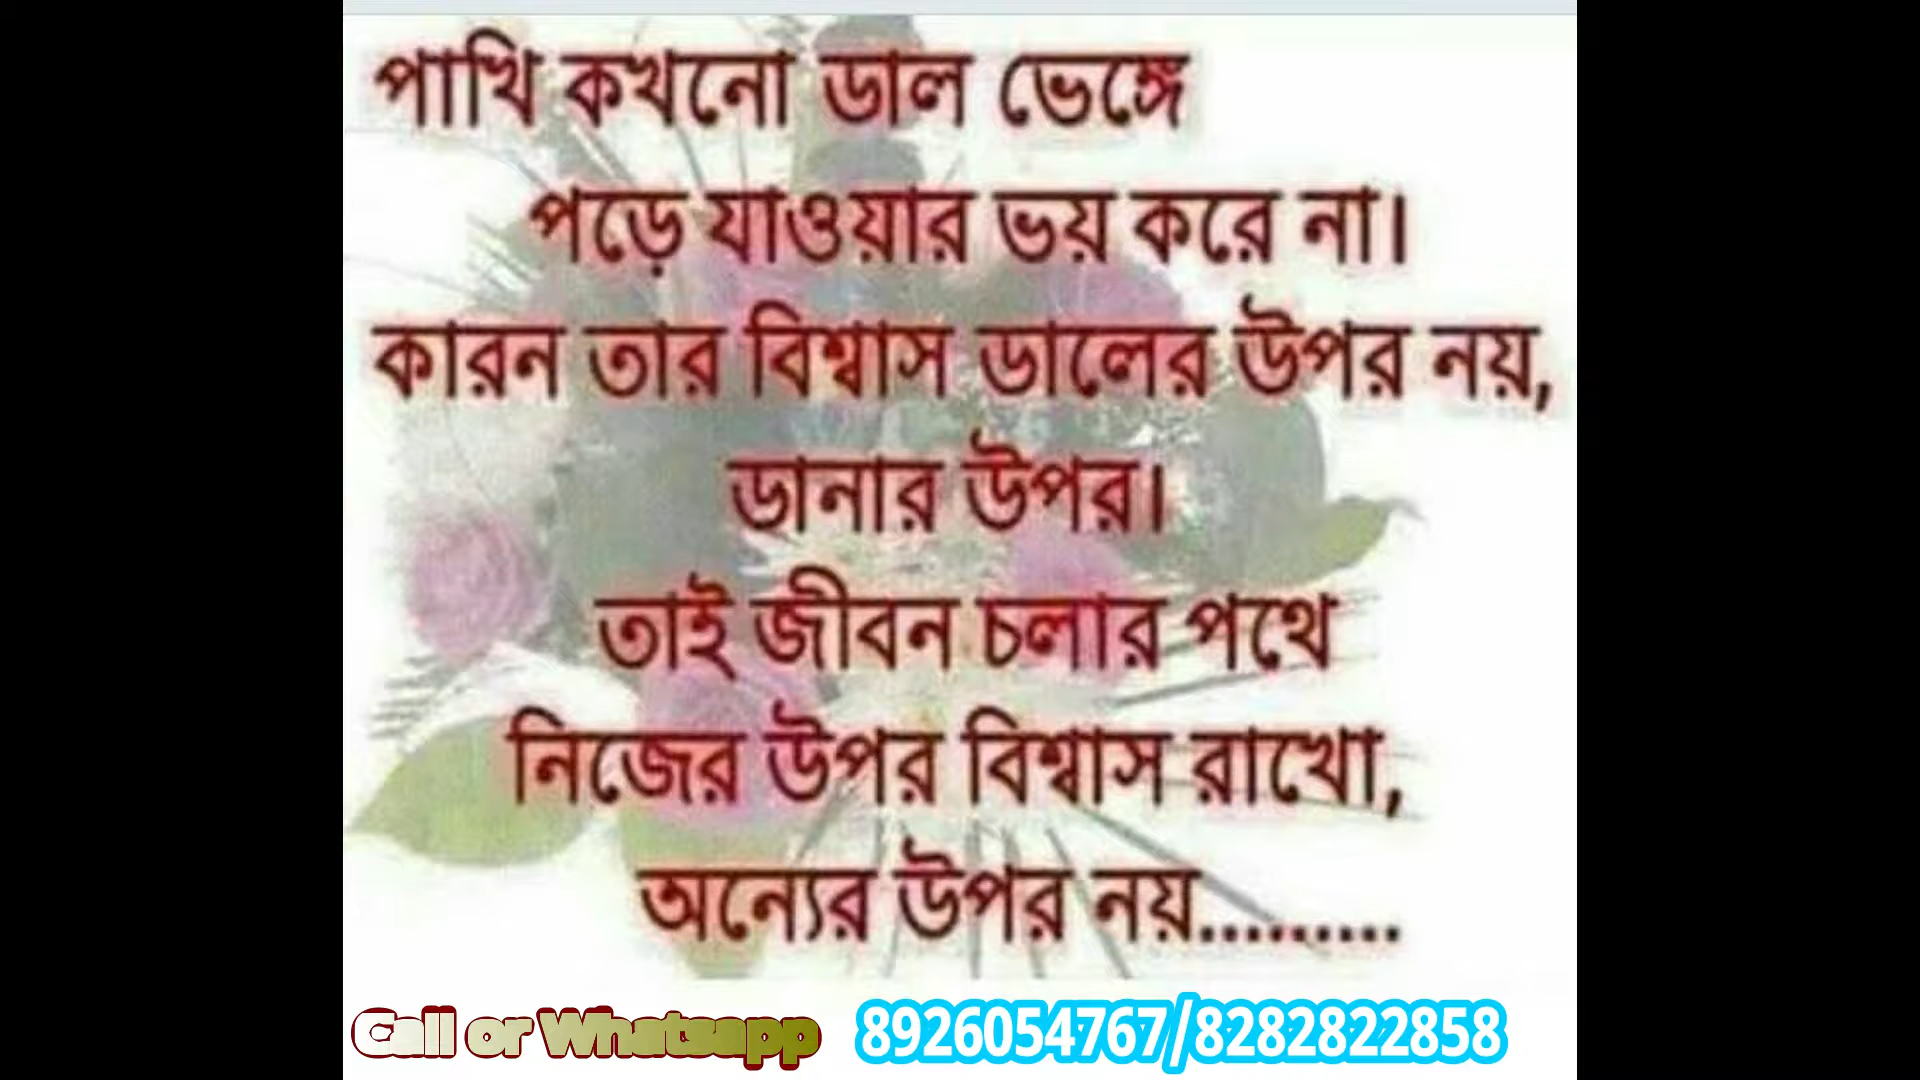 পাখি কখনো ডাল ভেঙ্গে
পড়ে যাওয়ার ভয় করে না।
কারন তার বিশ্বাস ডালের উপর নয়,
ডানার উপর।
তাই জীবন চলার পথে
নিজের উপর বিশ্বাস রাখো,
অন্যের উপর নয়.........
Call or Whatsapp 8926054767/8282822858